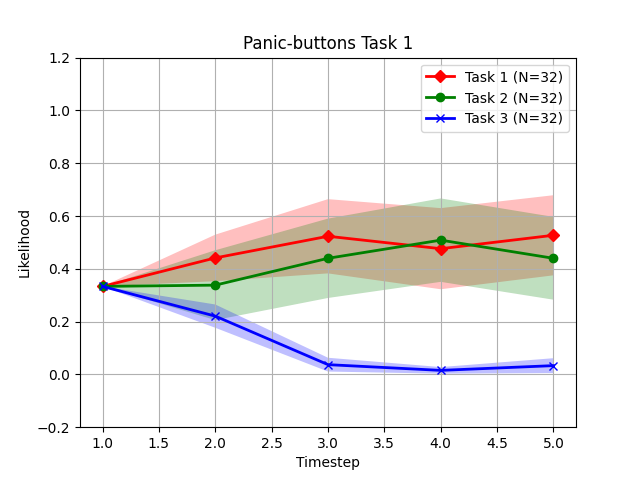 Panic-buttons Task 1
Task 1 (N=32)
Task 2 (N=32)
Task 3 (N=32)
Likelihood
1.2
1.0
0.8
0.6
0.4
0.2
0.0
−0.2
1.0 1.5 2.0 2.5 3.0 3.5 4.0 4.5 5.0
Timestep